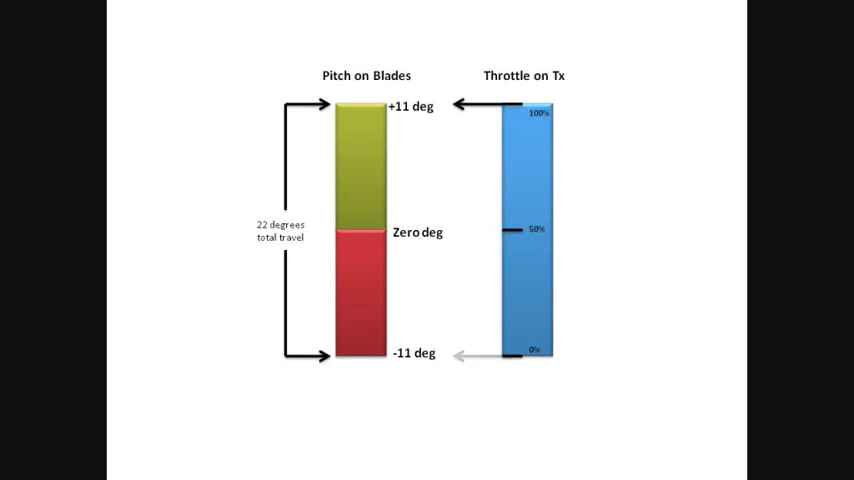 Pitch on Blades
Throttle on Tx
+11 deg
100%
22 degrees
total travel
Zero deg
50%
-11 deg
0%